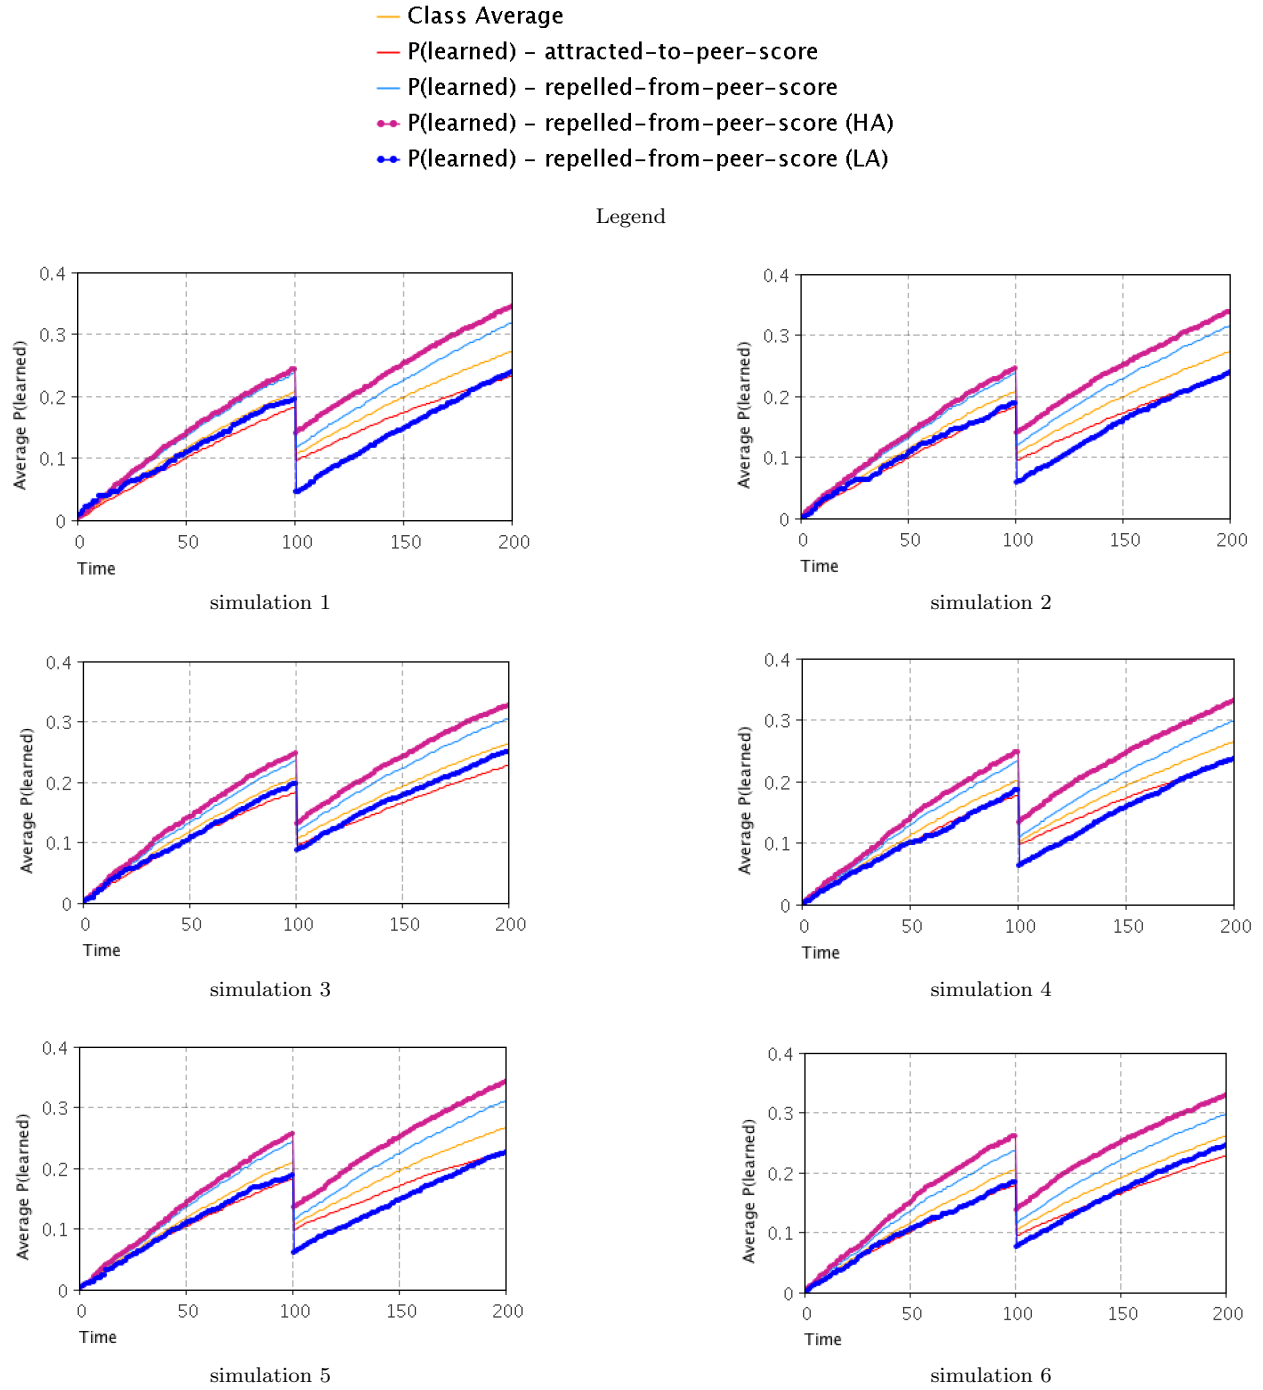 Class Average
P(learned) - attracted-to-peer-score
P(learned) - repelled-from-peer-score
P(learned) - repelled-from-peer-score (HA)
P(learned) - repelled-from-peer-score (LA)
Legend
0.4
0.3
0.2
0.1
0
Average P(learned)
0 50 100 150 200
Time
simulation 1
0.4
0.3
0.2
0.1
0
Average P(learned)
0 50 100 150 200
Time
simulation 2
0.4
0.3
0.2
0.1
0
Average P(learned)
0 50 100 150 200
Time
simulation 3
0.4
0.3
0.2
0.1
0
Average P(learned)
0 50 100 150 200
Time
simulation 4
0.4
0.3
0.2
0.1
0
Average P(learned)
0 50 100 150 200
Time
simulation 5
0.4
0.3
0.2
0.1
0
Average P(learned)
0 50 100 150 200
Time
simulation 6